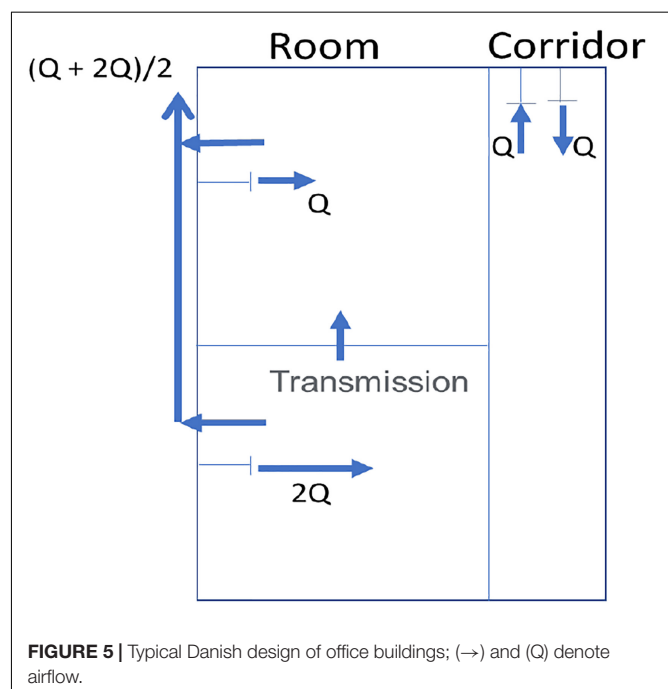 Room
Corridor
(Q + 2Q)/2
Q
Q
Q
Transmission
2Q
FIGURE 5 | Typical Danish design of office buildings; (→) and (Q) denote
airflow.